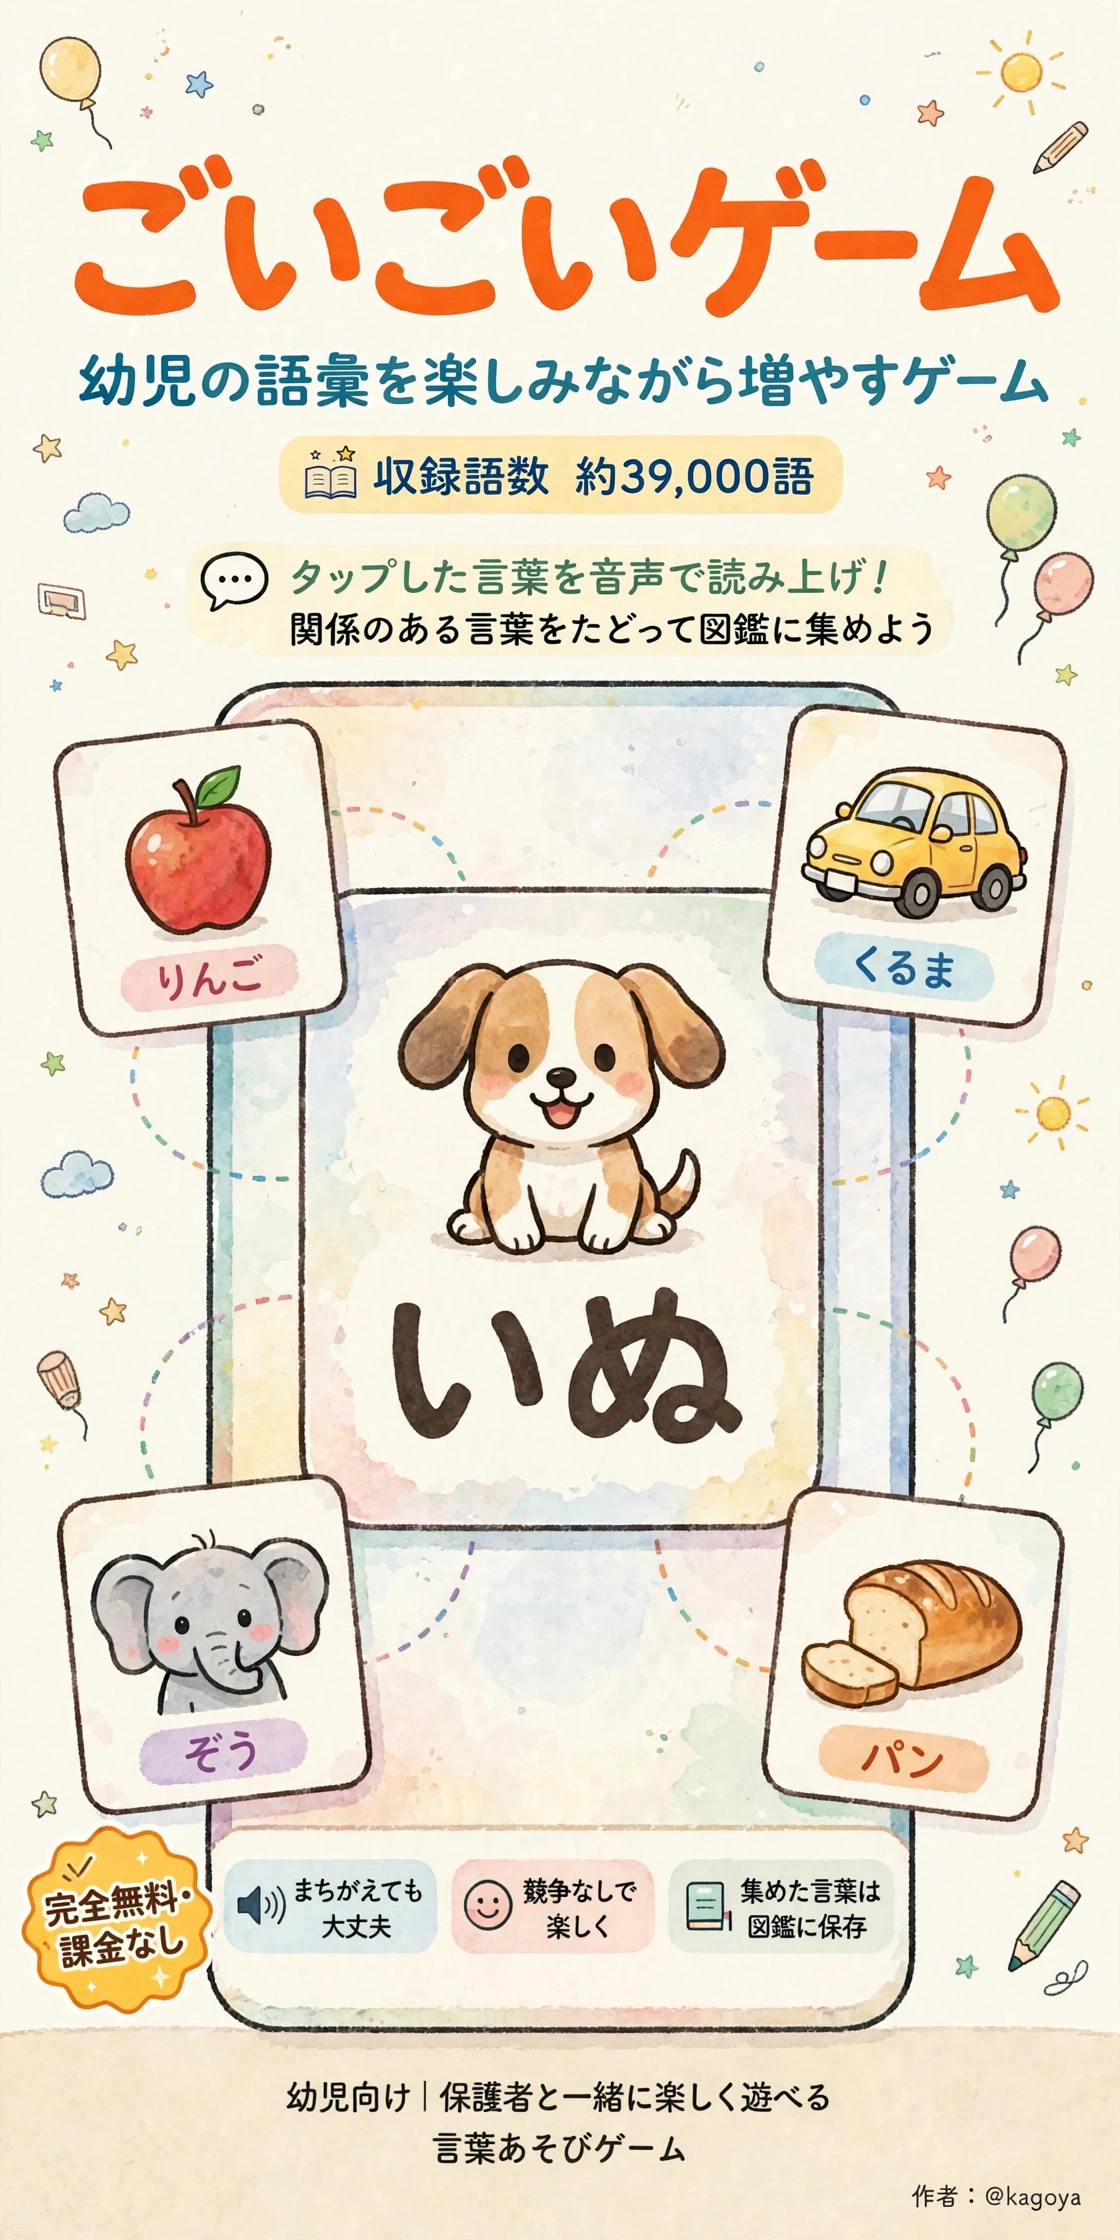 ごいごいゲーム
幼児の語彙を楽しみながら増やすゲーム
収録語数 約39,000語
タップした言葉を音声で読み上げ!
関係のある言葉をたどって図鑑に集めよう
りんご
くるま
いぬ
ぞう
パン
完全無料・
課金なし
まちがえても
大丈夫
競争なしで
楽しく
集めた言葉は
図鑑に保存
幼児向け｜保護者と一緒に楽しく遊べる
言葉あそびゲーム
作者：@kagoya